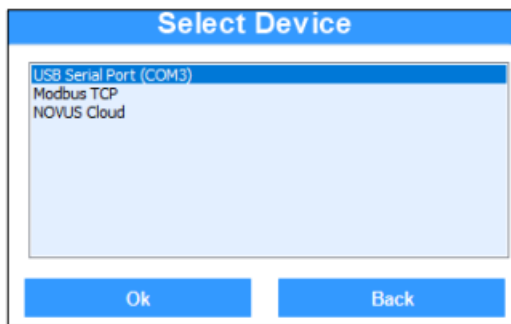 Select Device
USB Serial Port (COM3)
Modbus TCP
NOVUS Cloud
Ok
Back